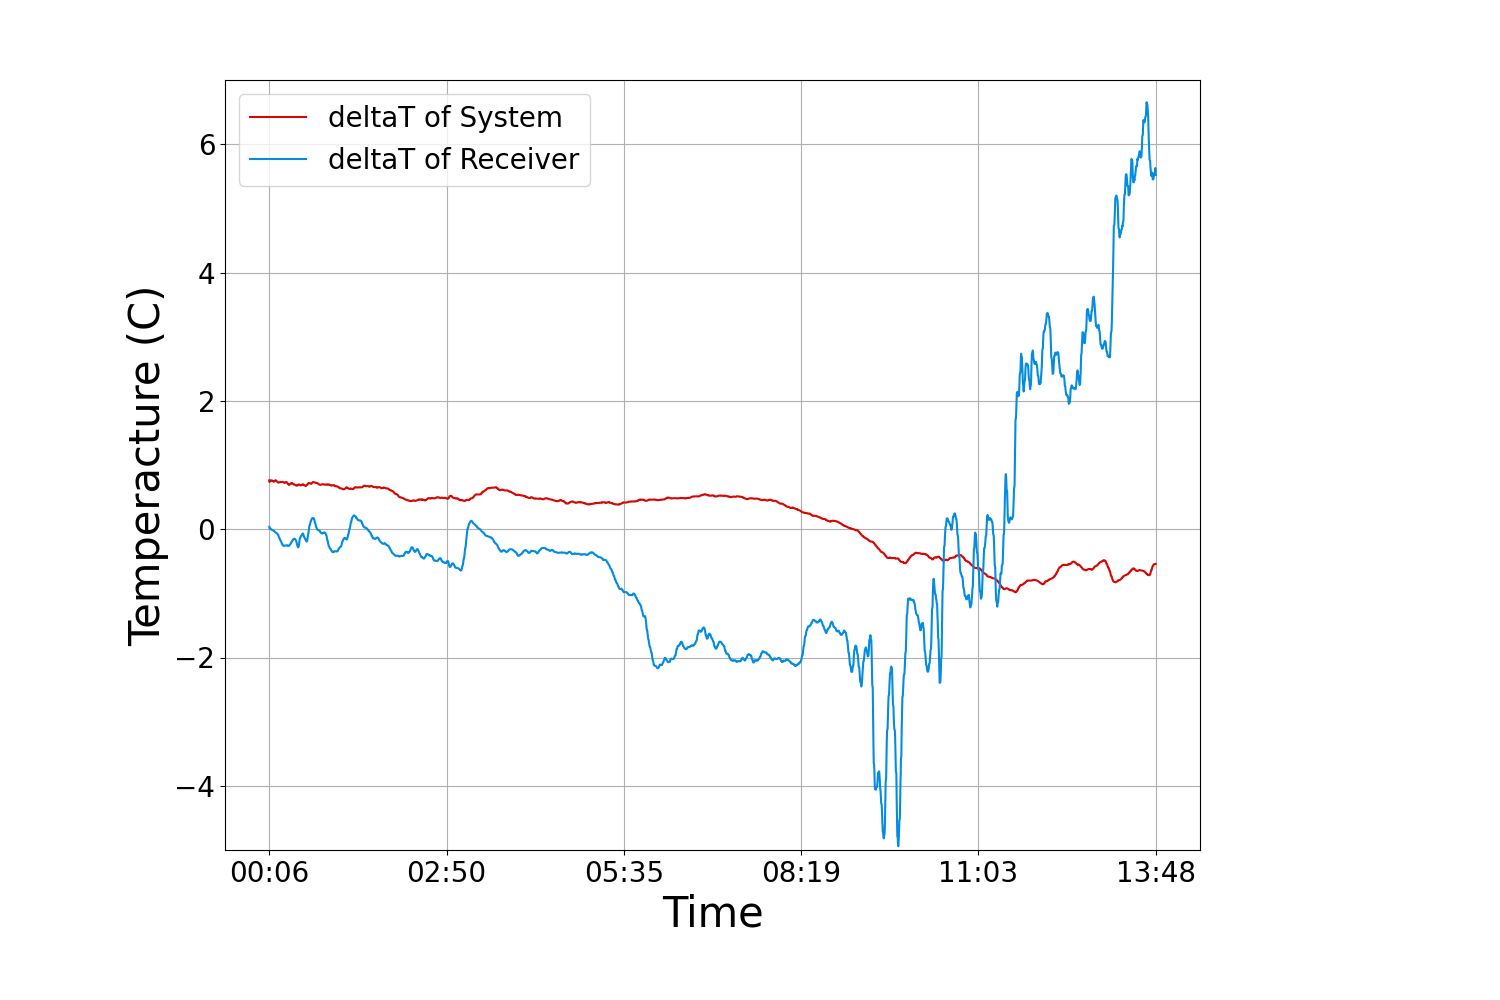 deltaT of System
deltaT of Receiver
Temperacture (C)
6
4
2
0
−2
−4
00:06 02:50 05:35 08:19 11:03 13:48
Time